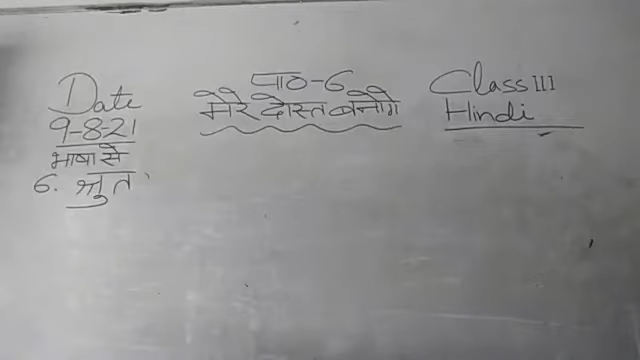 Date
9-8-21
भाषा से
6. श्रुत
पाठ-6
मेरे दोस्त बनोगे
Class III
Hindi